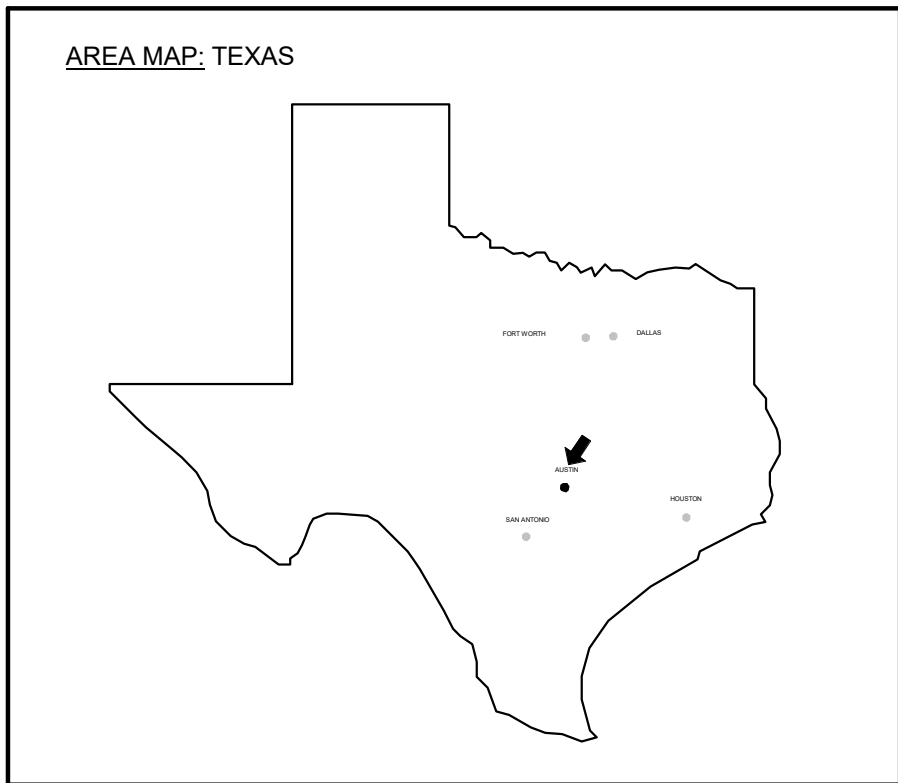 AREA MAP: TEXAS
FORT WORTH
DALLAS
AUSTIN
HOUSTON
SAN ANTONIO